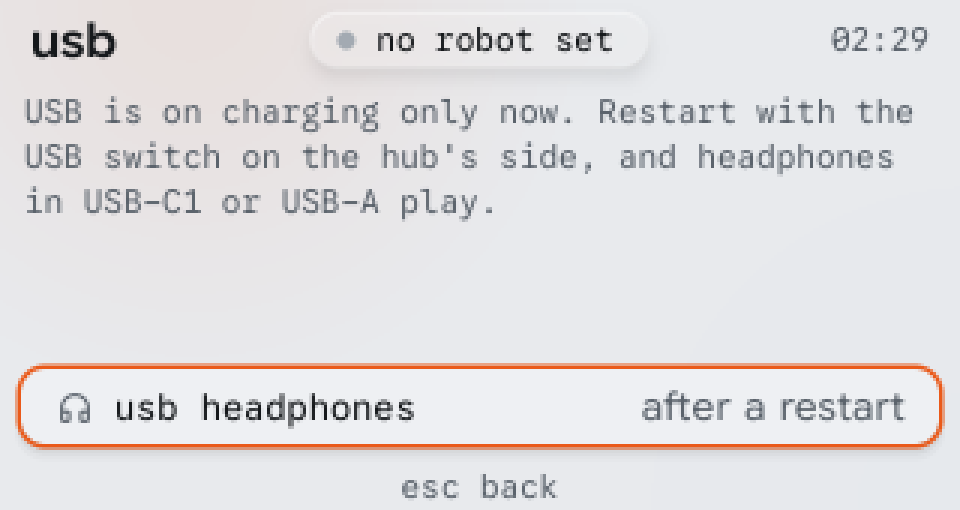 usb
no robot set
02:29
USB is on charging only now. Restart with the
USB switch on the hub's side, and headphones
in USB-C1 or USB-A play.
usb headphones
after a restart
esc back